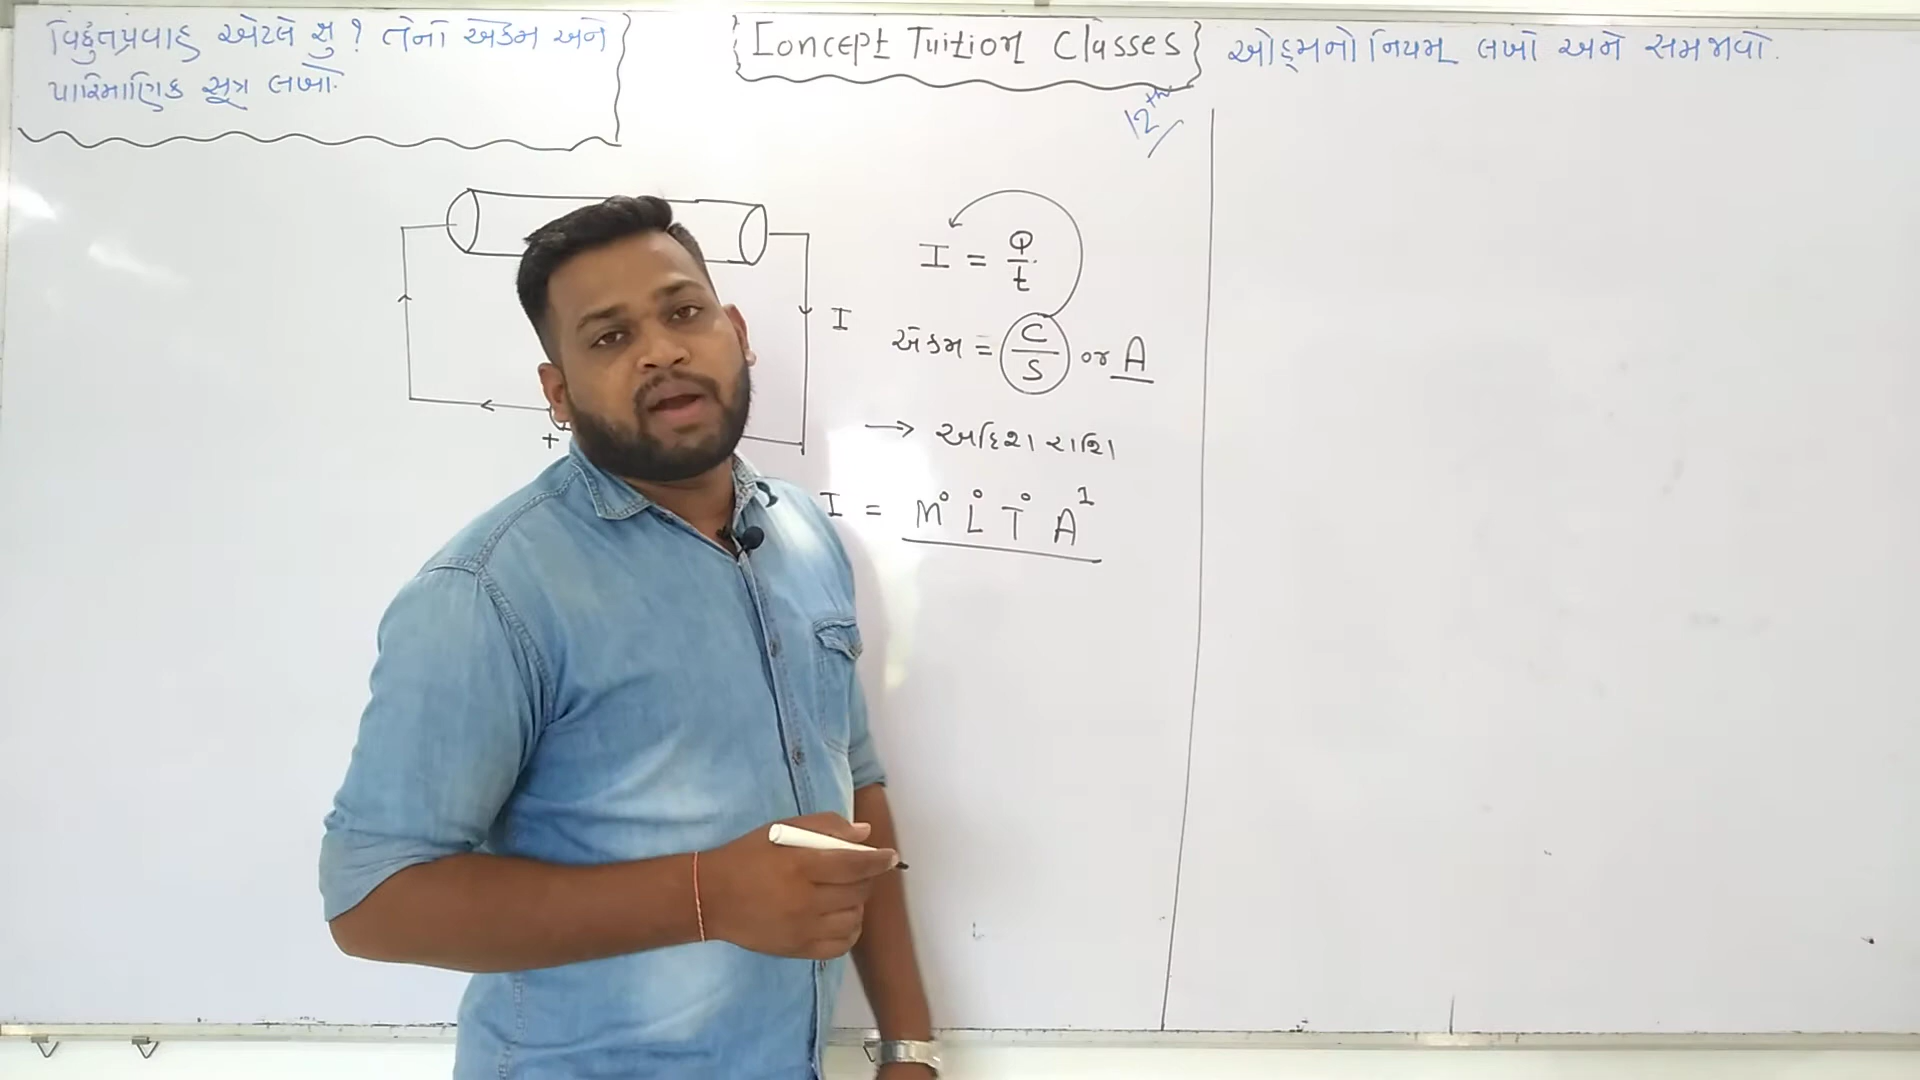 વિદ્યુતપ્રવાહ એટલે શુ ? તેનો એકમ અને
પારિમાણિક સૂત્ર લખો.
Concept Tuition Classes
12th
ઓહ્મનો નિયમ લખો અને સમજાવો.
I = Q/t
I
એકમ = C/S or A
+
→ અદિશ રાશિ
I = M⁰ L⁰ T⁰ A¹